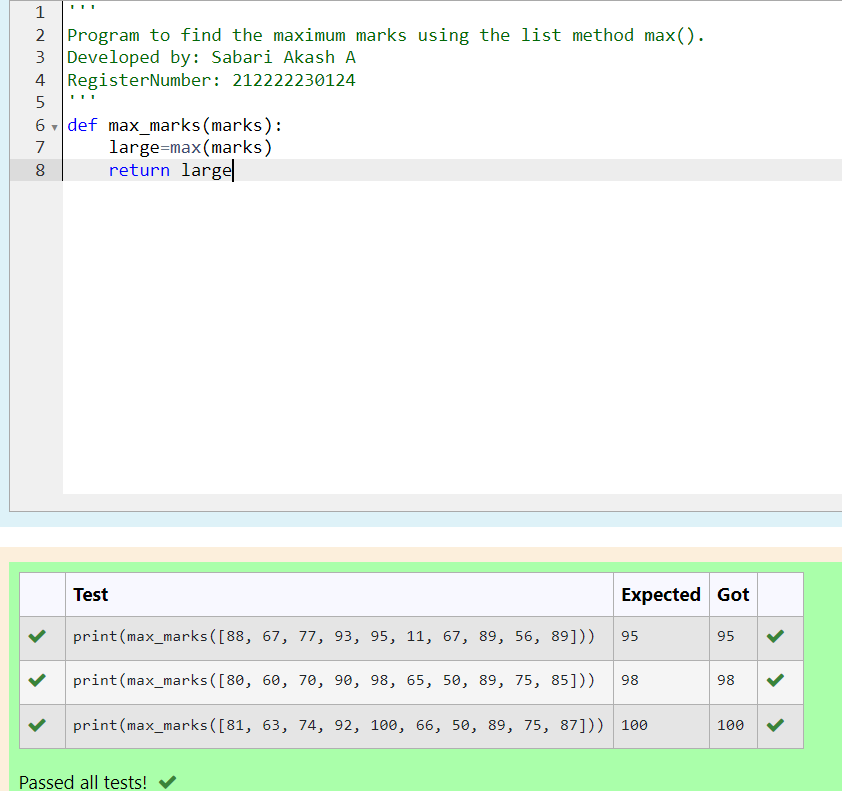 1 '''
2 Program to find the maximum marks using the list method max().
3 Developed by: Sabari Akash A
4 RegisterNumber: 212222230124
5 '''
6 def max_marks(marks):
7     large=max(marks)
8     return large
Test Expected Got
print(max_marks([88, 67, 77, 93, 95, 11, 67, 89, 56, 89])) 95 95
print(max_marks([80, 60, 70, 90, 98, 65, 50, 89, 75, 85])) 98 98
print(max_marks([81, 63, 74, 92, 100, 66, 50, 89, 75, 87])) 100 100
Passed all tests!